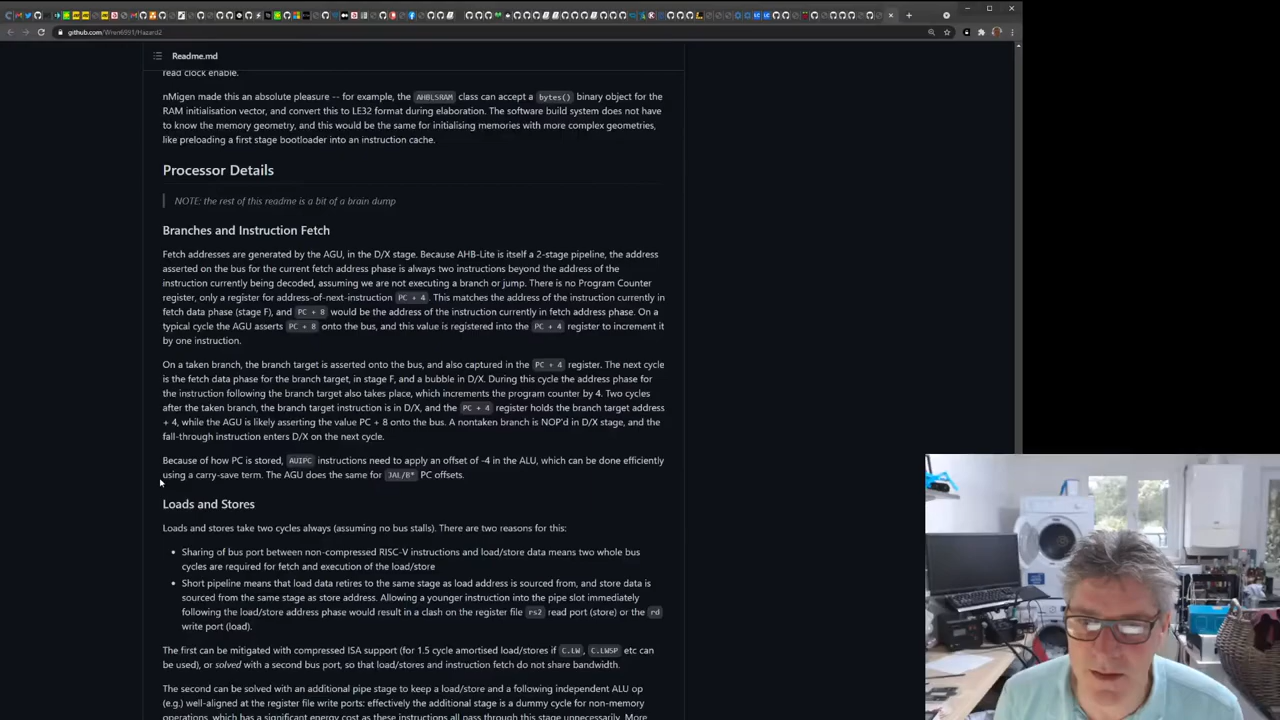 github.com/Wren6991/Hazard2
Readme.md
read clock enable.
nMigen made this an absolute pleasure -- for example, the AHBLSRAM class can accept a bytes() binary object for the
RAM initialisation vector, and convert this to LE32 format during elaboration. The software build system does not have
to know the memory geometry, and this would be the same for initialising memories with more complex geometries,
like preloading a first stage bootloader into an instruction cache.
Processor Details
NOTE: the rest of this readme is a bit of a brain dump
Branches and Instruction Fetch
Fetch addresses are generated by the AGU, in the D/X stage. Because AHB-Lite is itself a 2-stage pipeline, the address
asserted on the bus for the current fetch address phase is always two instructions beyond the address of the
instruction currently being decoded, assuming we are not executing a branch or jump. There is no Program Counter
register, only a register for address-of-next-instruction PC + 4. This matches the address of the instruction currently in
fetch data phase (stage F), and PC + 8 would be the address of the instruction currently in fetch address phase. On a
typical cycle the AGU asserts PC + 8 onto the bus, and this value is registered into the PC + 4 register to increment it
by one instruction.
On a taken branch, the branch target is asserted onto the bus, and also captured in the PC + 4 register. The next cycle
is the fetch data phase for the branch target, in stage F, and a bubble in D/X. During this cycle the address phase for
the instruction following the branch target also takes place, which increments the program counter by 4. Two cycles
after the taken branch, the branch target instruction is in D/X, and the PC + 4 register holds the branch target address
+ 4, while the AGU is likely asserting the value PC + 8 onto the bus. A nontaken branch is NOP'd in D/X stage, and the
fall-through instruction enters D/X on the next cycle.
Because of how PC is stored, AUIPC instructions need to apply an offset of -4 in the ALU, which can be done efficiently
using a carry-save term. The AGU does the same for JAL/B* PC offsets.
Loads and Stores
Loads and stores take two cycles always (assuming no bus stalls). There are two reasons for this:
• Sharing of bus port between non-compressed RISC-V instructions and load/store data means two whole bus
cycles are required for fetch and execution of the load/store
• Short pipeline means that load data retires to the same stage as load address is sourced from, and store data is
sourced from the same stage as store address. Allowing a younger instruction into the pipe slot immediately
following the load/store address phase would result in a clash on the register file rs2 read port (store) or the rd
write port (load).
The first can be mitigated with compressed ISA support (for 1.5 cycle amortised load/stores if C.LW, C.LWSP etc can
be used), or solved with a second bus port, so that load/stores and instruction fetch do not share bandwidth.
The second can be solved with an additional pipe stage to keep a load/store and a following independent ALU op
(e.g.) well-aligned at the register file write ports: effectively the additional stage is a dummy cycle for non-memory
operations, which has a significant energy cost as these instructions all pass through this stage unnecessarily. More